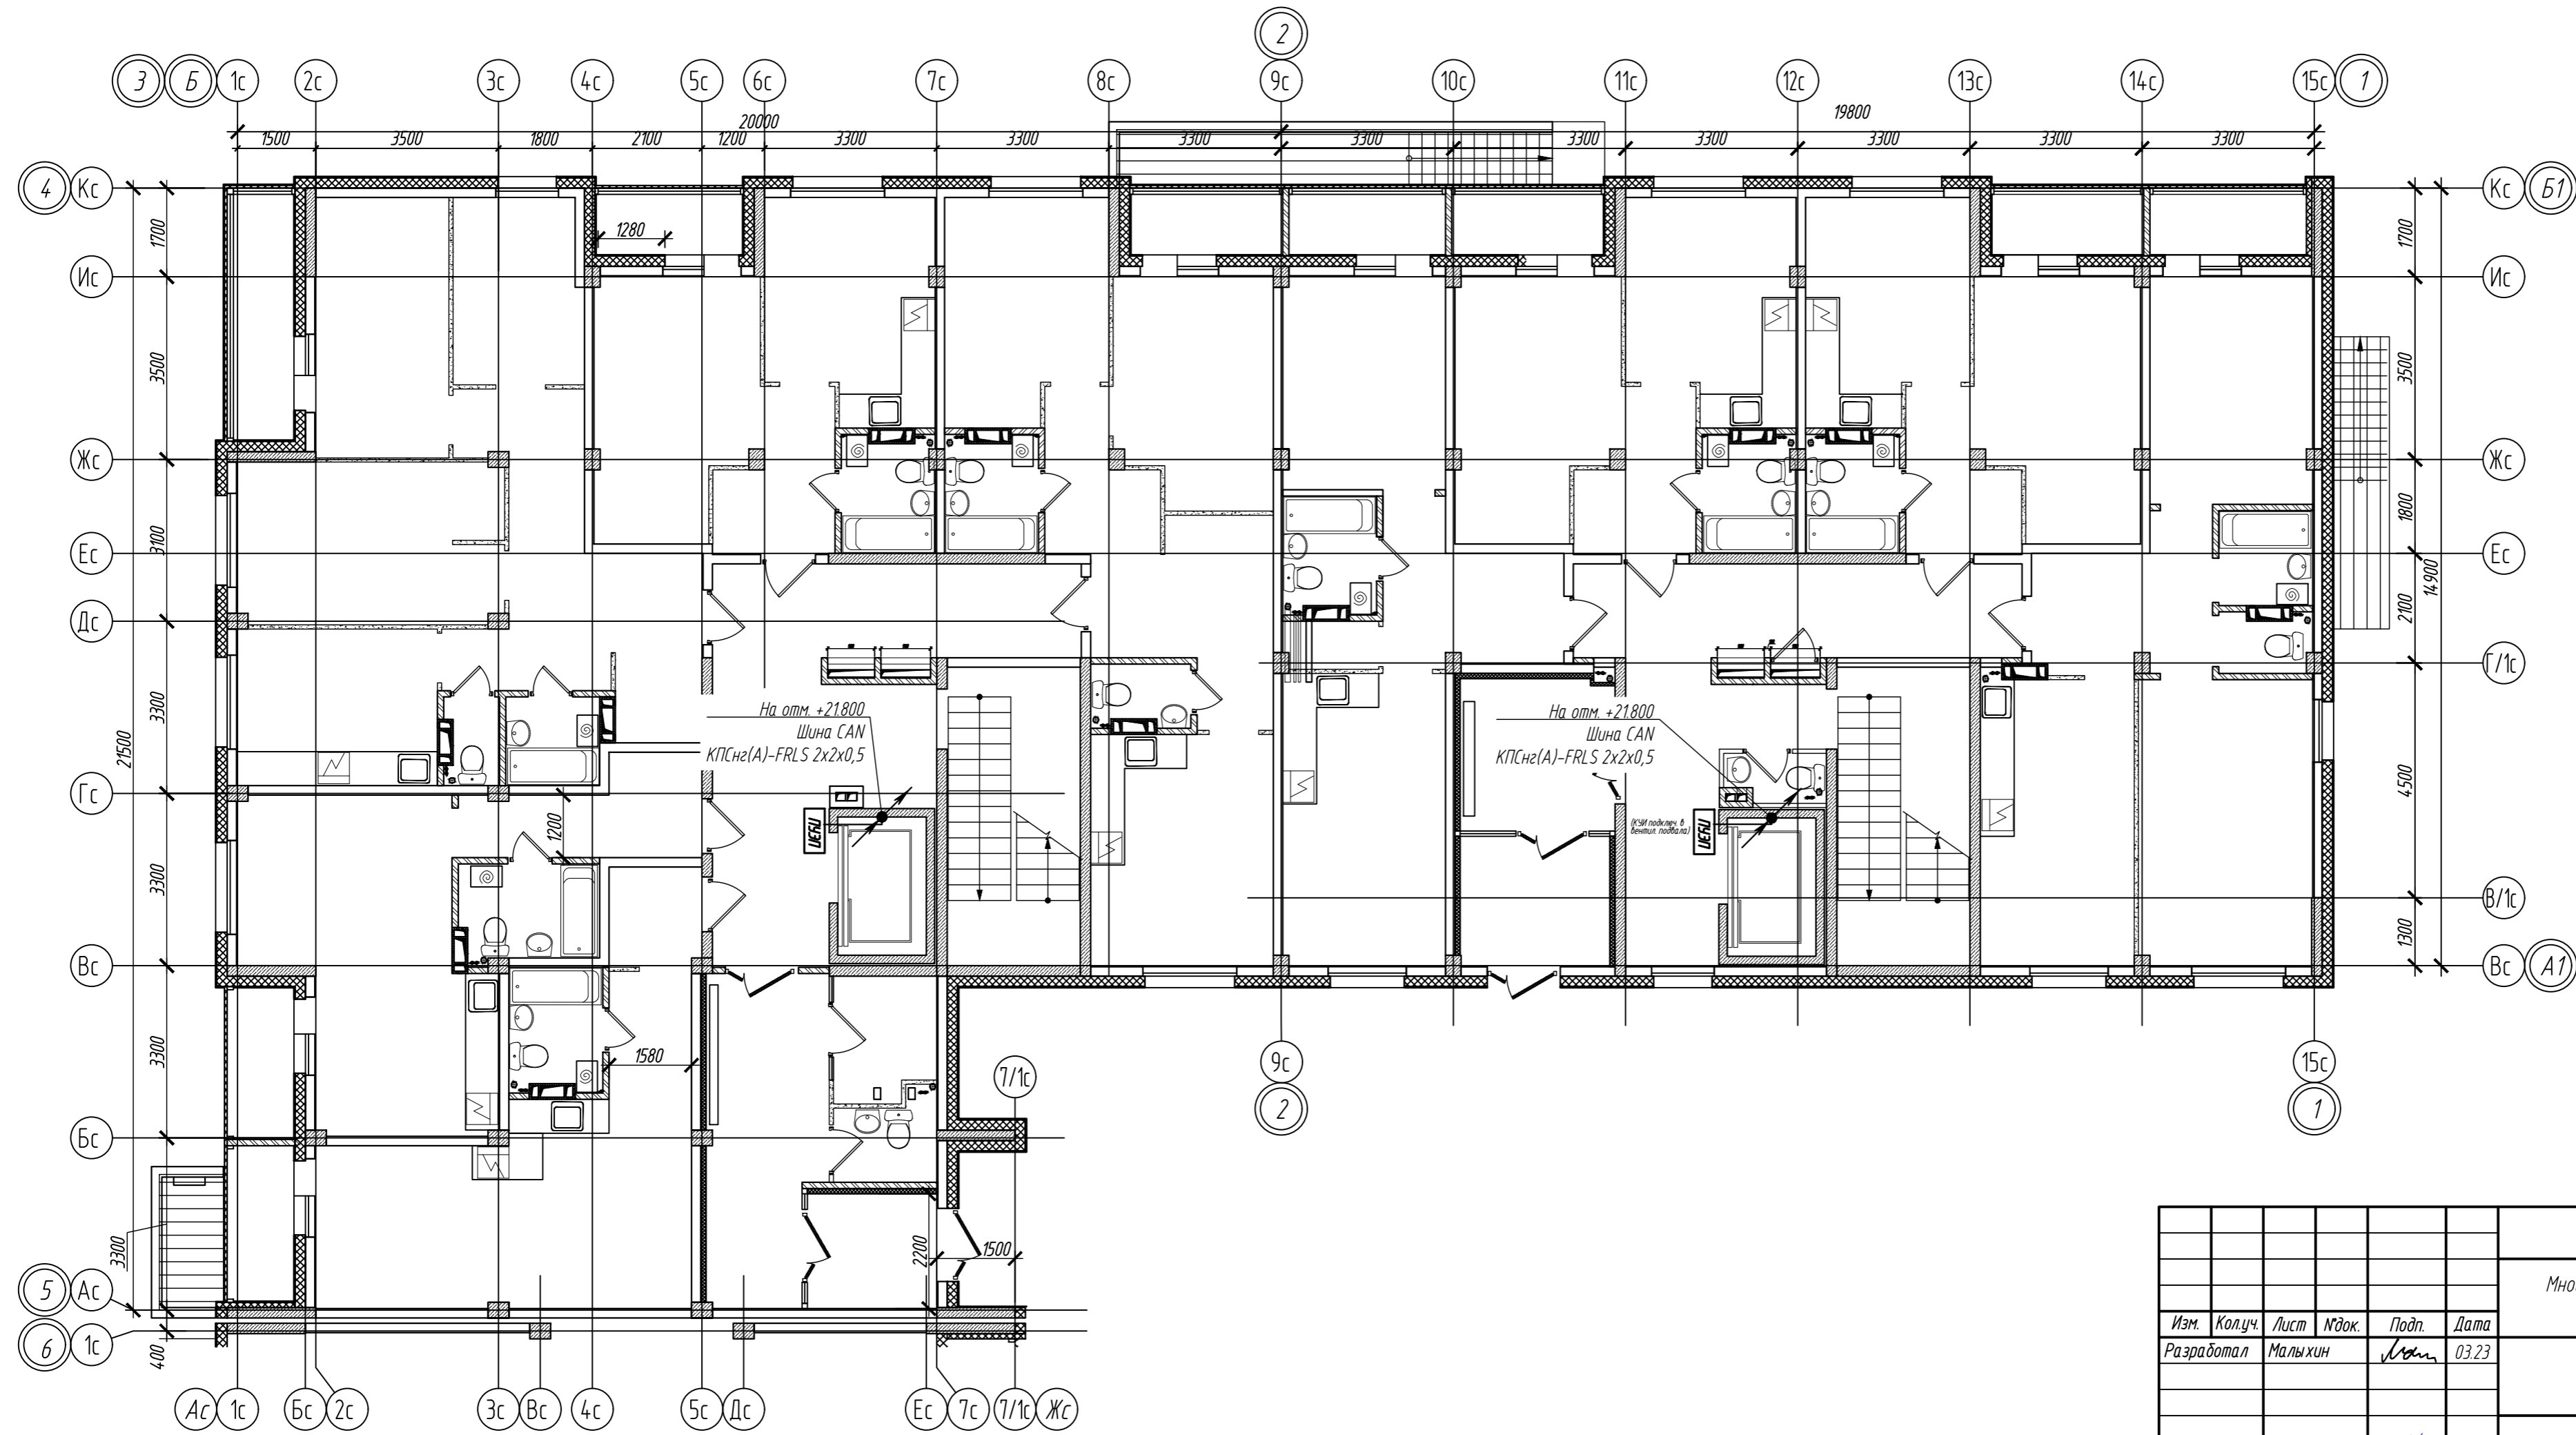 2
3 Б 1с 2с 3с 4с 5с 6с 7с 8с 9с 10с 11с 12с 13с 14с 15с 1
20000 19800
1500 3500 1800 2100 1200 3300 3300 3300 3300 3300 3300 3300 3300 3300
4 Кс Кс Б1
1700 1280 1700
Ис Ис
3500 3500
Жс Жс
3100 1800
Ес Ес
2100 14900
Дс
Г/1с
3300
21500
На отм. +21.800
Шина CAN
КПСнг(А)-FRLS 2х2х0,5
На отм. +21.800
Шина CAN
КПСнг(А)-FRLS 2х2х0,5
Гс 4500
1200
(КУИ подключ. в
вентил. подвала)
3300
В/1с
1300
Вс Вс А1
3300 1580
9с 7/1с 15с
2 1
Бс
3300 2200 1500
5 Ас
6 1с
400
Ас 1с Бс 2с 3с Вс 4с 5с Дс Ес 7с 7/1с Жс
Мно
Изм. Кол.уч. Лист №док. Подп. Дата
Разработал Малыхин 03.23